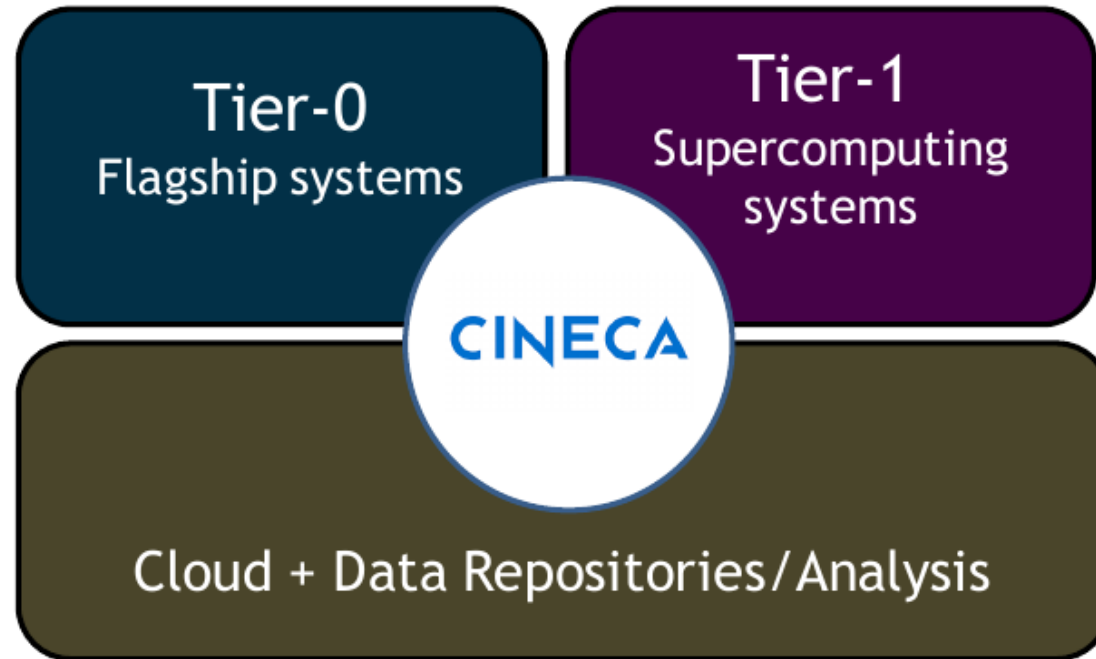 Tier-0
Flagship systems
Tier-1
Supercomputing
systems
CINECA
Cloud + Data Repositories/Analysis